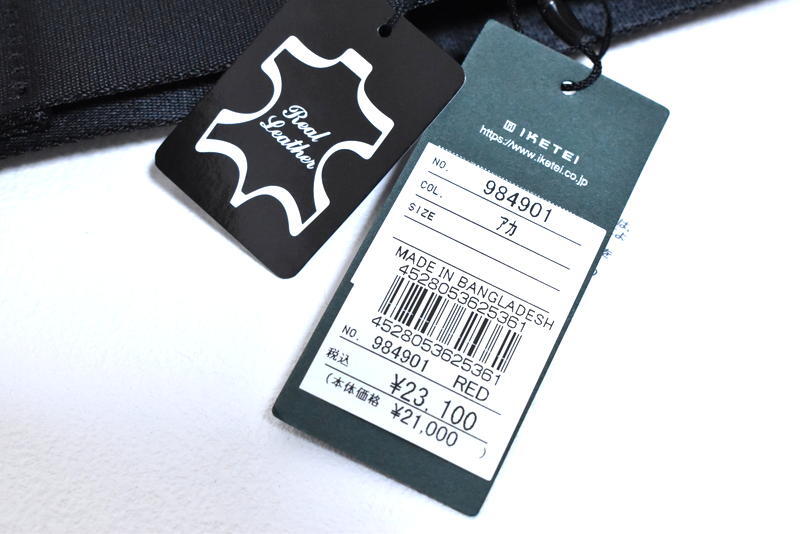 Real
Leather
IKETEI
https://www.iketei.co.jp
NO. 984901
COL. アカ
SIZE
MADE IN BANGLADESH
4528053625361
4528053625361
NO. 984901 RED
税込 ¥23,100
(本体価格 ¥21,000 )